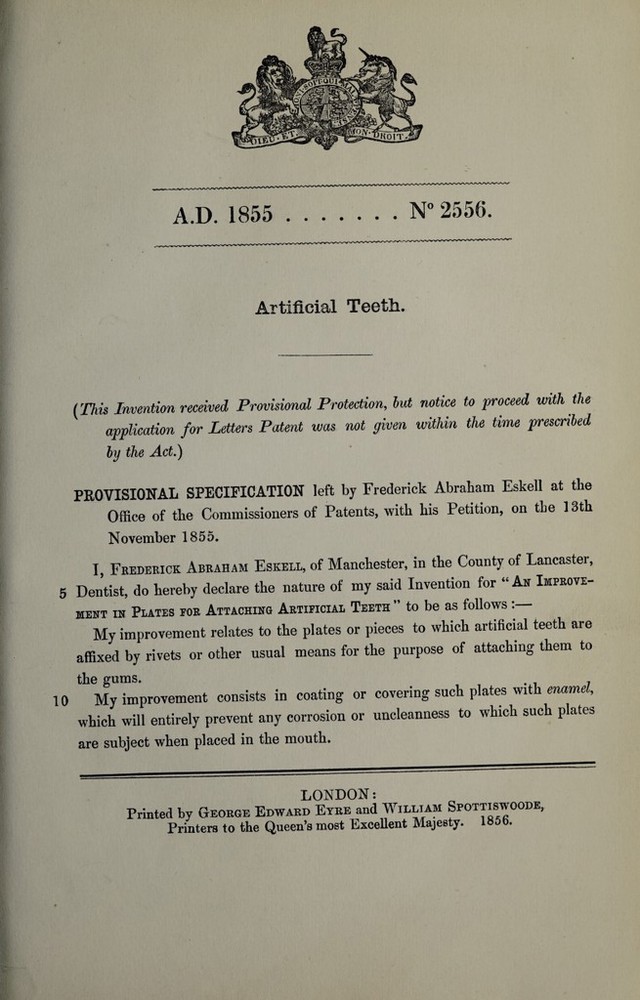 DIEU · ET · MON · DROIT ·
A.D. 1855 . . . . . . . No 2556.
Artificial Teeth.
(This Invention received Provisional Protection, but notice to proceed with the
application for Letters Patent was not given within the time prescribed
by the Act.)
PROVISIONAL SPECIFICATION left by Frederick Abraham Eskell at the
Office of the Commissioners of Patents, with his Petition, on the 13th
November 1855.
I, FREDERICK ABRAHAM ESKELL, of Manchester, in the County of Lancaster,
5 Dentist, do hereby declare the nature of my said Invention for "AN IMPROVE-
MENT IN PLATES FOR ATTACHING ARTIFICIAL TEETH" to be as follows :—
My improvement relates to the plates or pieces to which artificial teeth are
affixed by rivets or other usual means for the purpose of attaching them to
the gums.
10 My improvement consists in coating or covering such plates with enamel,
which will entirely prevent any corrosion or uncleanness to which such plates
are subject when placed in the mouth.
LONDON:
Printed by GEORGE EDWARD EYRE and WILLIAM SPOTTISWOODE,
Printers to the Queen's most Excellent Majesty. 1856.